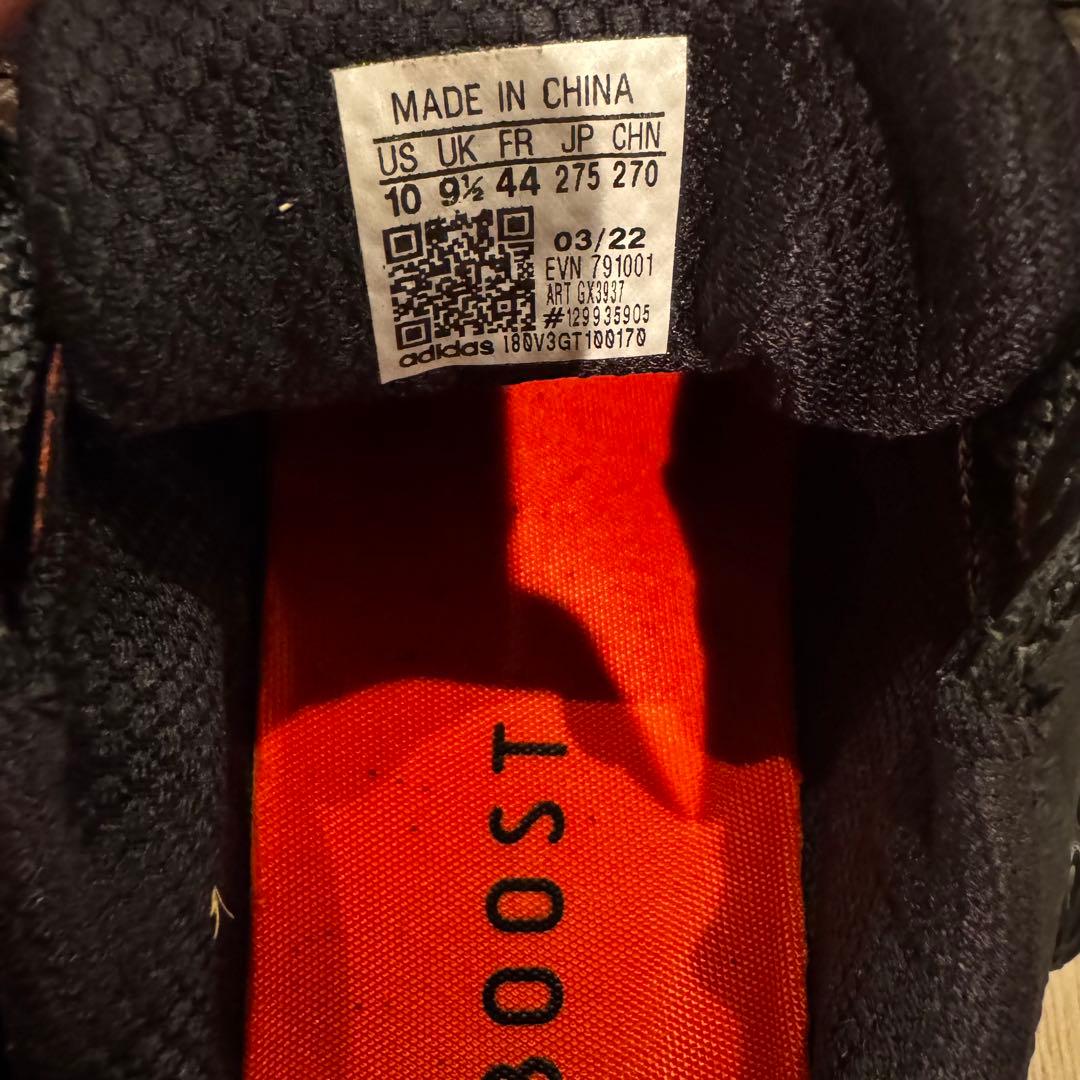 MADE IN CHINA
US UK FR JP CHN
10 9½ 44 275 270
03/22
EVN 791001
ART GX3937
#129935905
adidas I80V3GT100170
BOOST